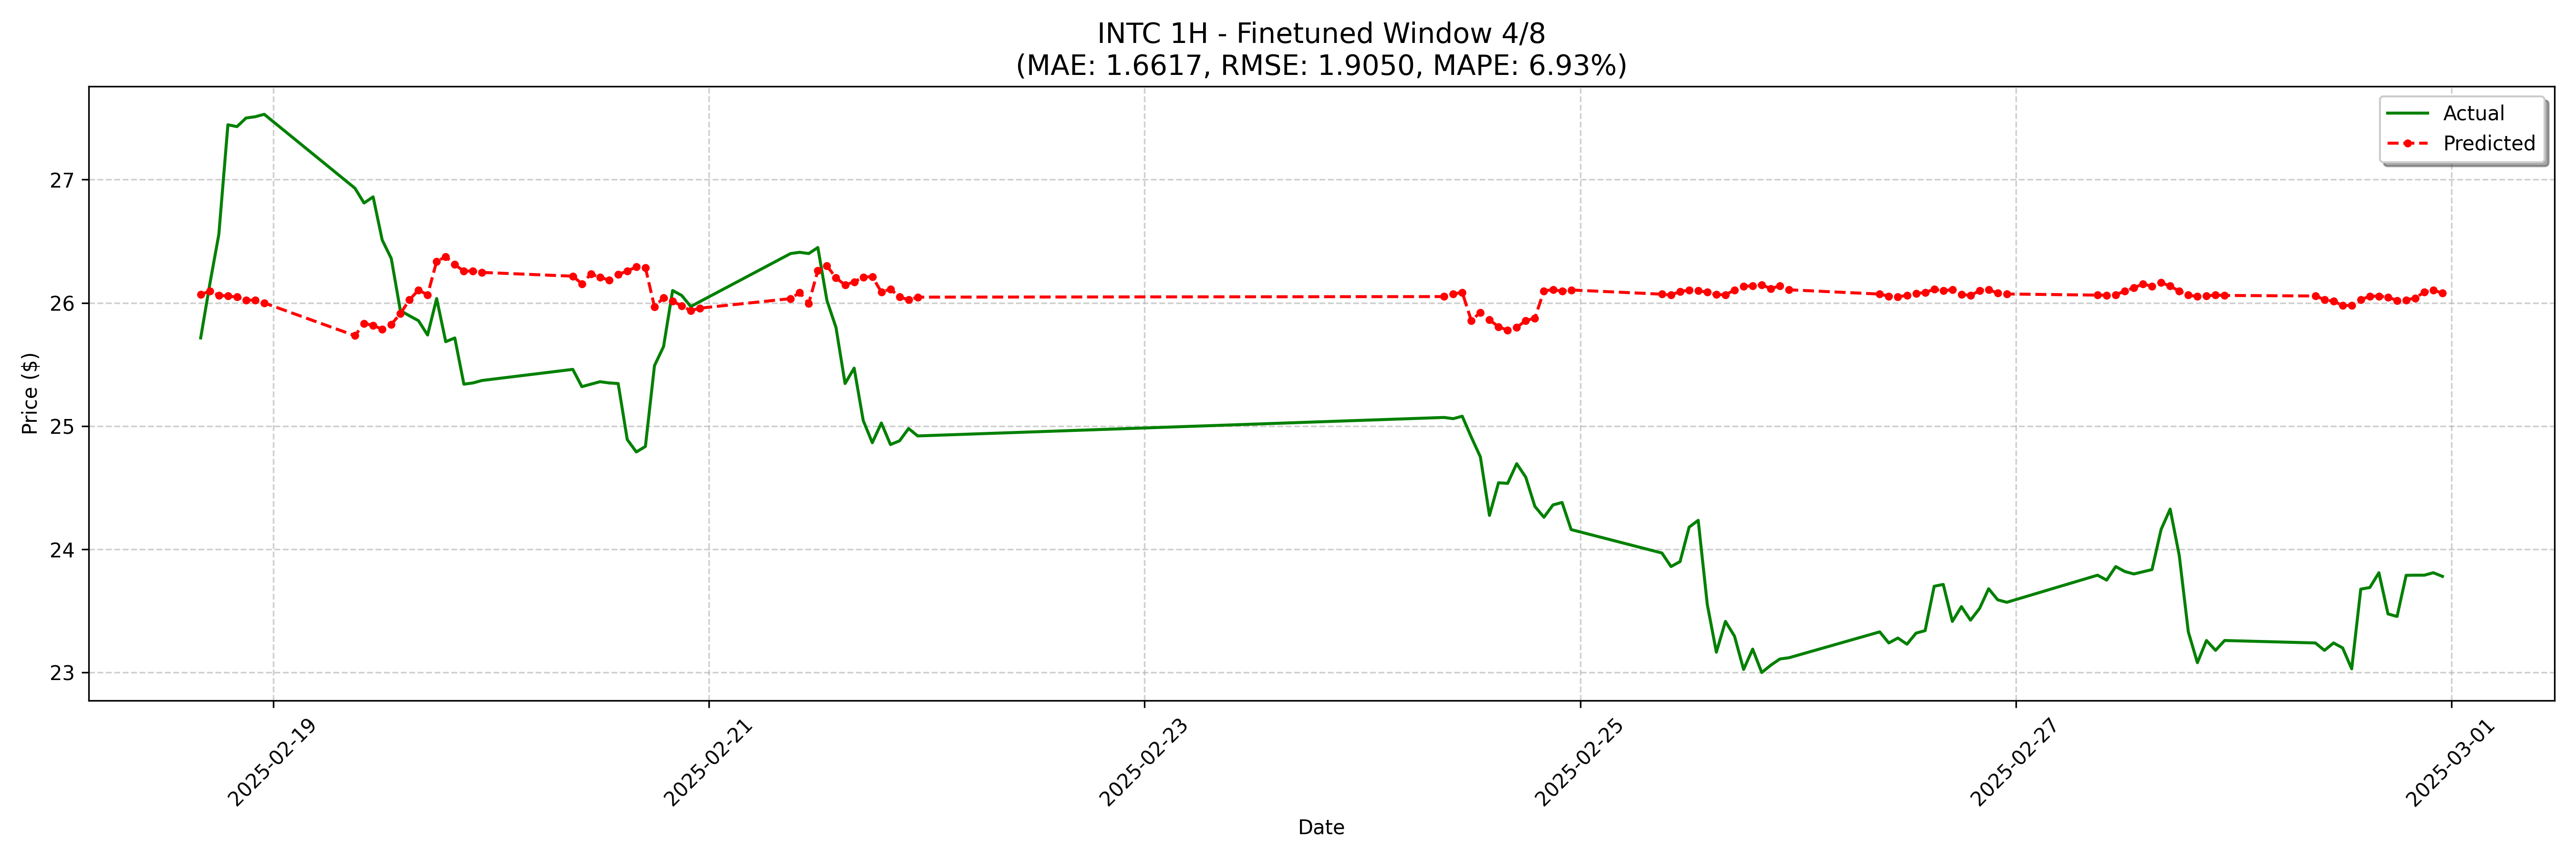 INTC 1H - Finetuned Window 4/8
(MAE: 1.6617, RMSE: 1.9050, MAPE: 6.93%)
Actual
Predicted
Price ($)
27
26
25
24
23
2025-02-19
2025-02-21
2025-02-23
2025-02-25
2025-02-27
2025-03-01
Date